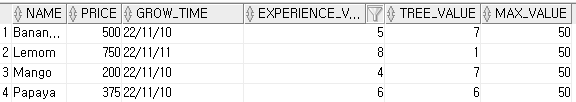 NAME PRICE GROW_TIME EXPERIENCE_V... TREE_VALUE MAX_VALUE
1 Banan... 500 22/11/10 5 7 50
2 Lemom 750 22/11/11 8 1 50
3 Mango 200 22/11/10 4 7 50
4 Papaya 375 22/11/10 6 6 50